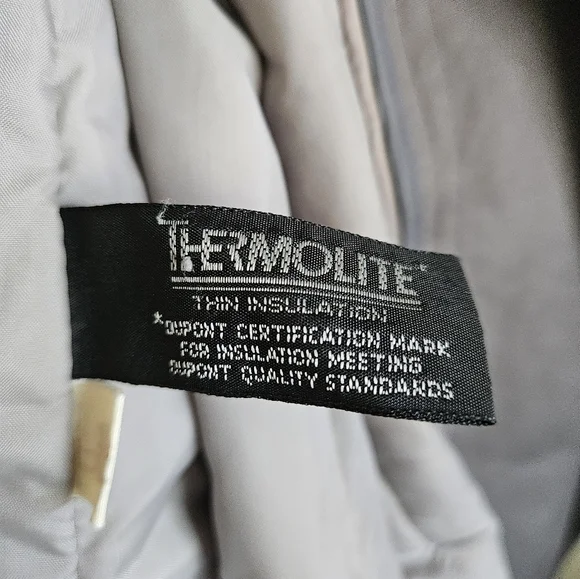 THERMOLITE*
THIN INSULATION
*DUPONT CERTIFICATION MARK
FOR INSULATION MEETING
DUPONT QUALITY STANDARDS